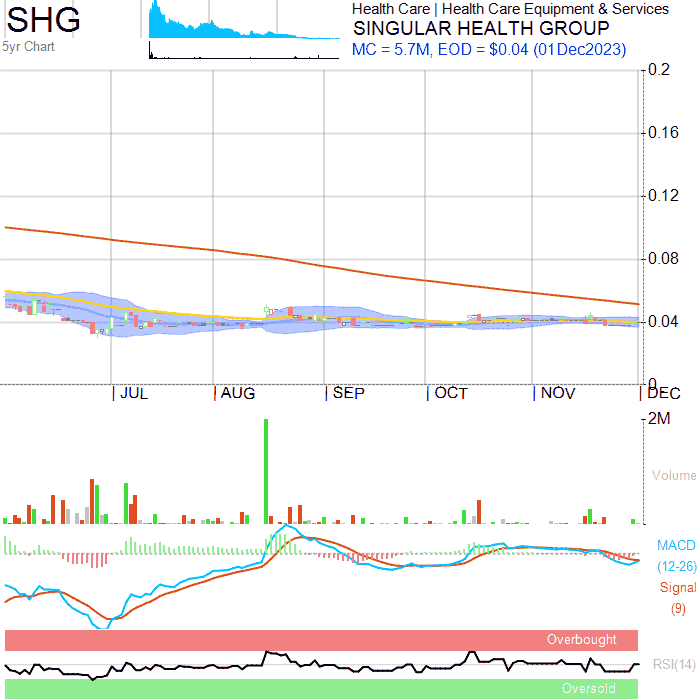 SHG
5yr Chart
Health Care | Health Care Equipment & Services
SINGULAR HEALTH GROUP
MC = 5.7M, EOD = $0.04 (01Dec2023)
0.2
0.16
0.12
0.08
0.04
0
JUL AUG SEP OCT NOV DEC
2M
Volume
MACD
(12-26)
Signal
(9)
Overbought
RSI(14)
Oversold